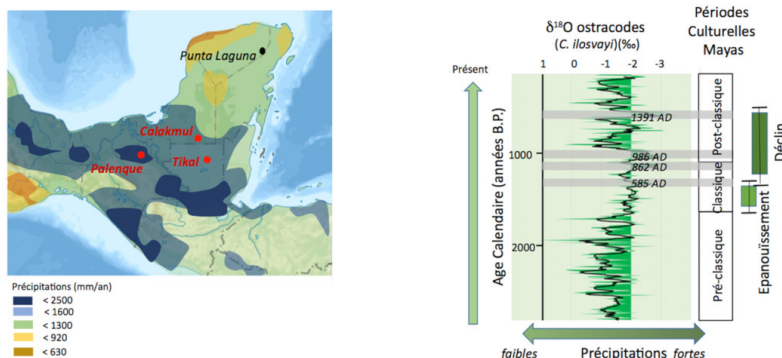 Punta Laguna
Calakmul
Palenque
Tikal
Précipitations (mm/an)
< 2500
< 1600
< 1300
< 920
< 630
δ¹⁸O ostracodes
(C. ilosvayi)(‰)
Périodes
Culturelles
Mayas
1 0 -1 -2 -3
Présent
Age Calendaire (années B.P.)
1000
2000
1391 AD
986 AD
862 AD
585 AD
Post-classique
Classique
Pré-classique
Déclin
Epanouïssement
faibles Précipitations fortes